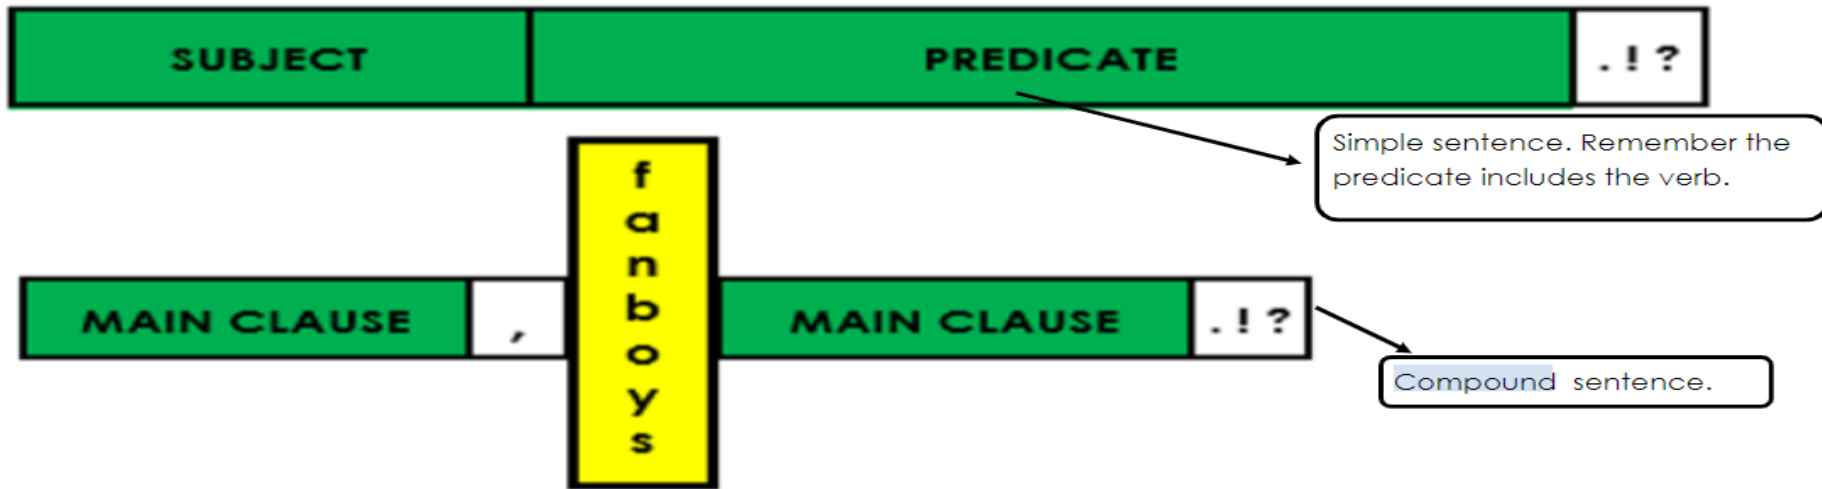 SUBJECT PREDICATE . ! ?
Simple sentence. Remember the
predicate includes the verb.
f
a
n
b
o
y
s
MAIN CLAUSE , MAIN CLAUSE . ! ?
Compound sentence.